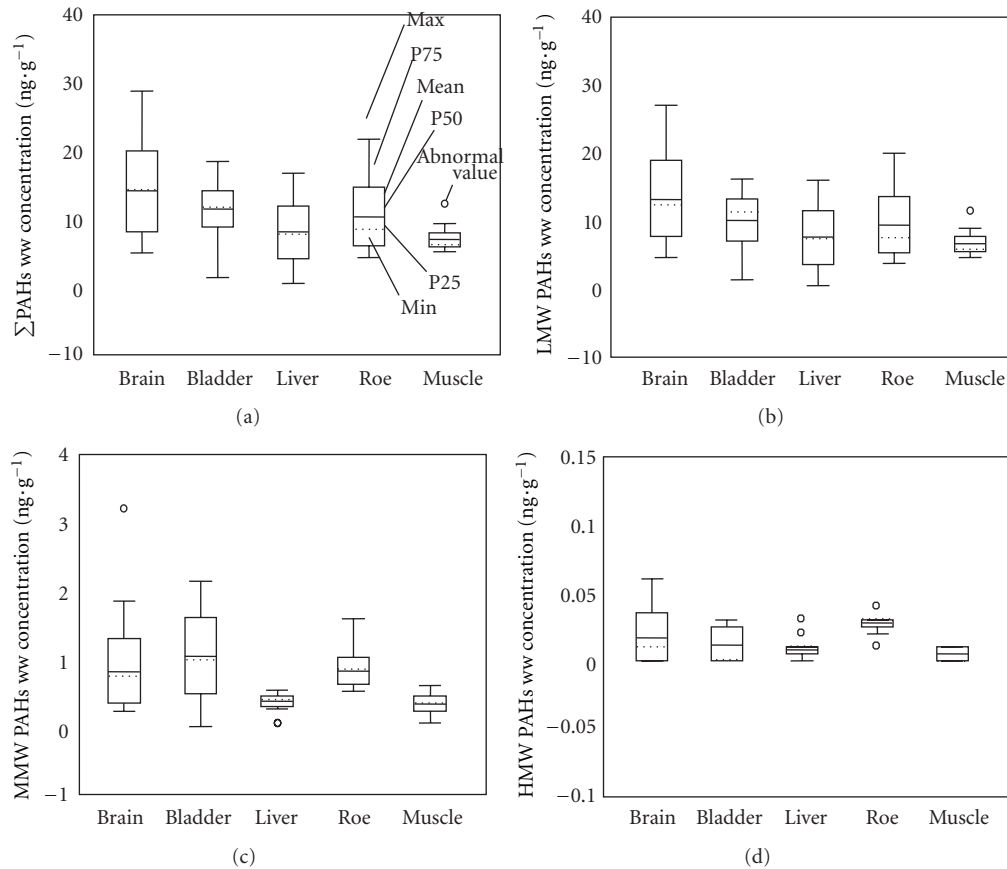 ∑PAHs ww concentration (ng·g⁻¹)
40
30
20
10
0
−10
Max
P75
Mean
P50
Abnormal
value
P25
Min
Brain Bladder Liver Roe Muscle
(a)
LMW PAHs ww concentration (ng·g⁻¹)
40
30
20
10
0
−10
Brain Bladder Liver Roe Muscle
(b)
MMW PAHs ww concentration (ng·g⁻¹)
4
3
2
1
0
−1
Brain Bladder Liver Roe Muscle
(c)
HMW PAHs ww concentration (ng·g⁻¹)
0.15
0.1
0.05
0
−0.05
−0.1
Brain Bladder Liver Roe Muscle
(d)